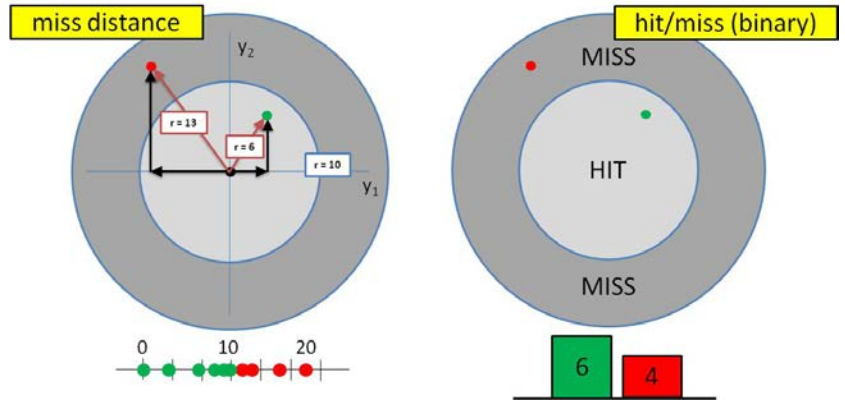 miss distance
y2
r = 13
r = 6
r = 10
y1
0 10 20
hit/miss (binary)
MISS
HIT
MISS
6
4